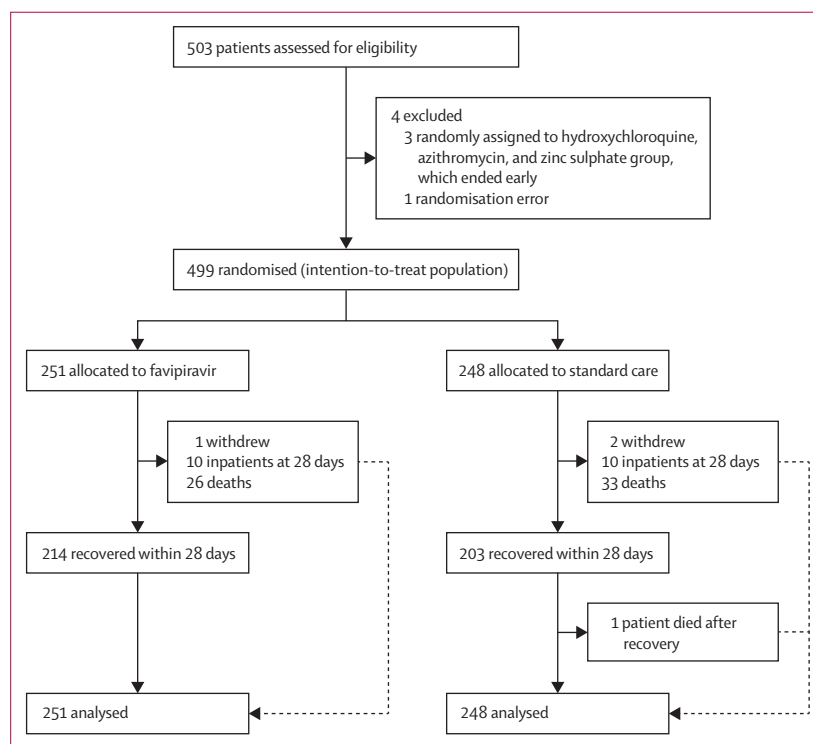 503 patients assessed for eligibility
4 excluded
3 randomly assigned to hydroxychloroquine,
azithromycin, and zinc sulphate group,
which ended early
1 randomisation error
499 randomised (intention-to-treat population)
251 allocated to favipiravir
248 allocated to standard care
1 withdrew
10 inpatients at 28 days
26 deaths
2 withdrew
10 inpatients at 28 days
33 deaths
214 recovered within 28 days
203 recovered within 28 days
1 patient died after
recovery
251 analysed
248 analysed